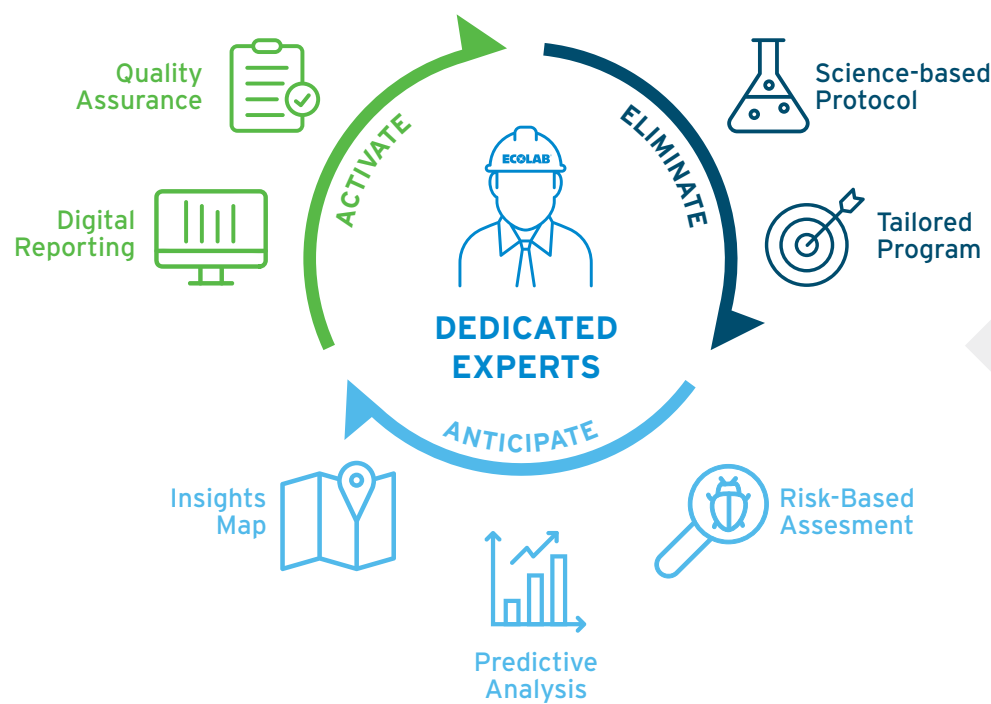 Quality
Assurance
Science-based
Protocol
ACTIVATE
ELIMINATE
ECOLAB
Digital
Reporting
Tailored
Program
DEDICATED
EXPERTS
ANTICIPATE
Insights
Map
Risk-Based
Assesment
Predictive
Analysis